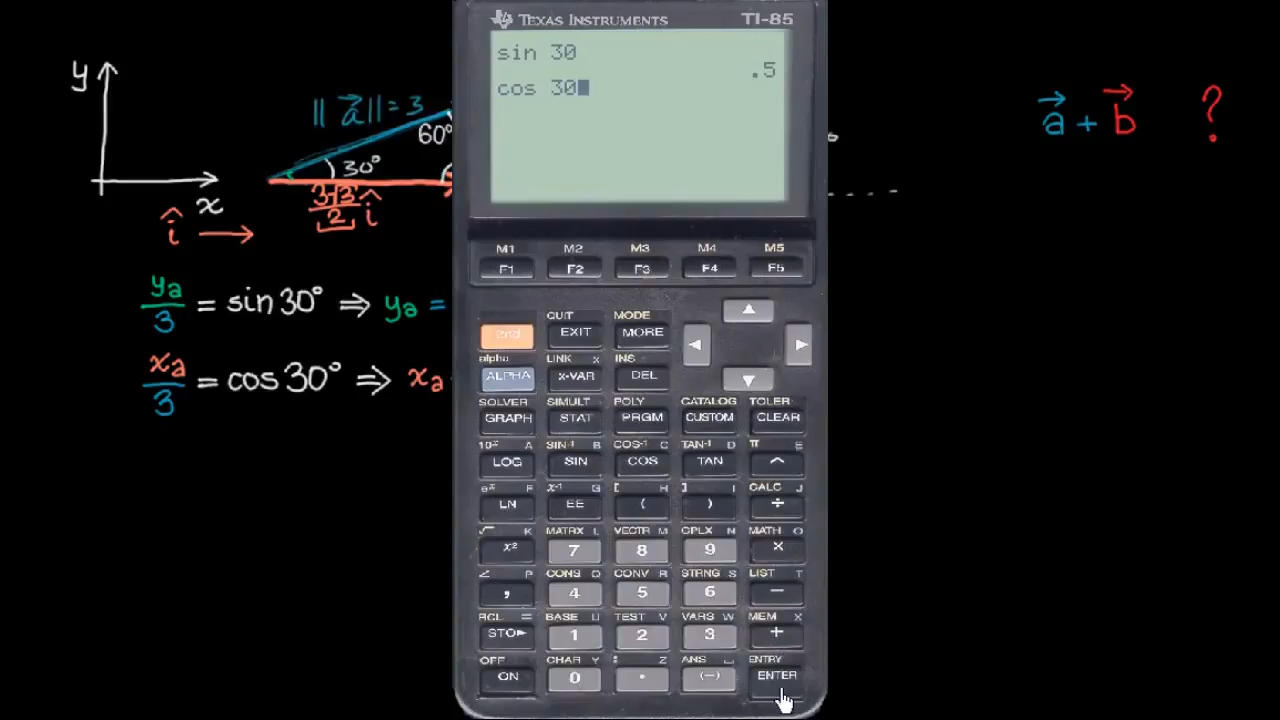 TEXAS INSTRUMENTS TI-85
sin 30
.5
cos 30
y
x
î
‖a⃗‖ = 3
60°
30°
3√3/2 î
a⃗ + b⃗ ?
yₐ/3 = sin 30° ⇒ yₐ =
xₐ/3 = cos 30° ⇒ xₐ
M1 M2 M3 M4 M5
F1 F2 F3 F4 F5
QUIT MODE
2nd EXIT MORE
alpha LINK x INS
ALPHA x-VAR DEL
SOLVER SIMULT POLY CATALOG TOLER
GRAPH STAT PRGM CUSTOM CLEAR
10ˣ A SIN⁻¹ B COS⁻¹ C TAN⁻¹ D π E
LOG SIN COS TAN ^
eˣ F x⁻¹ G [ H ] I CALC J
LN EE ( ) ÷
√ K MATRX L VECTR M CPLX N MATH O
x² 7 8 9 ×
∠ P CONS Q CONV R STRNG S LIST T
, 4 5 6 −
RCL = BASE U TEST V VARS W MEM X
STO▸ 1 2 3 +
OFF CHAR Y : Z ANS ␣ ENTRY
ON 0 . (−) ENTER